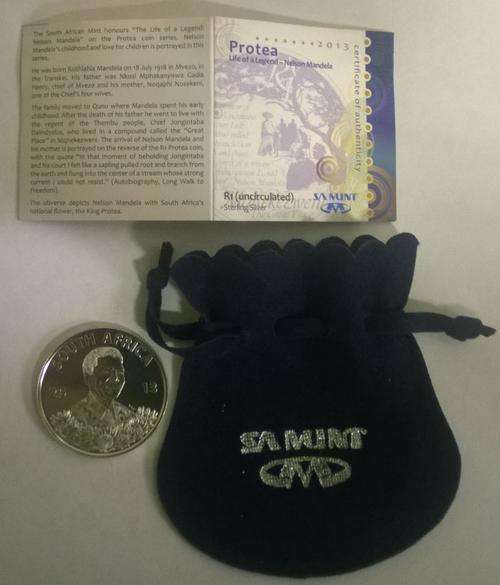 The South African Mint honours "The Life of a Legend:
Nelson Mandela" on the Protea coin series. Nelson
Mandela's childhood and love for children is portrayed in this
series.
He was born Rolihlahla Mandela on 18 July 1918 in Mvezo, in
the Transkei. His father was Nkosi Mphakanyiswa Gadla
Henry, chief of Mvezo and his mother, Noqaphi Nosekeni,
one of the Chief's four wives.
The family moved to Qunu where Mandela spent his early
childhood. After the death of his father he went to live with
the regent of the Thembu people, Chief Jongintaba
Dalindyebo, who lived in a compound called the "Great
Place" in Mqhekezweni. The arrival of Nelson Mandela and
his mother is portrayed on the reverse of the R1 Protea coin,
with the quote "In that moment of beholding Jongintaba
and his court I felt like a sapling pulled root and branch from
the earth and flung into the center of a stream whose strong
current I could not resist." (Autobiography, Long Walk to
Freedom).
The obverse depicts Nelson Mandela with South Africa's
national flower, the King Protea.
2013
Protea
Life of a Legend – Nelson Mandela
certificate of authenticity
R1 (uncirculated)
Sterling Silver
SA MINT
SOUTH AFRICA
20 13
SA MINT